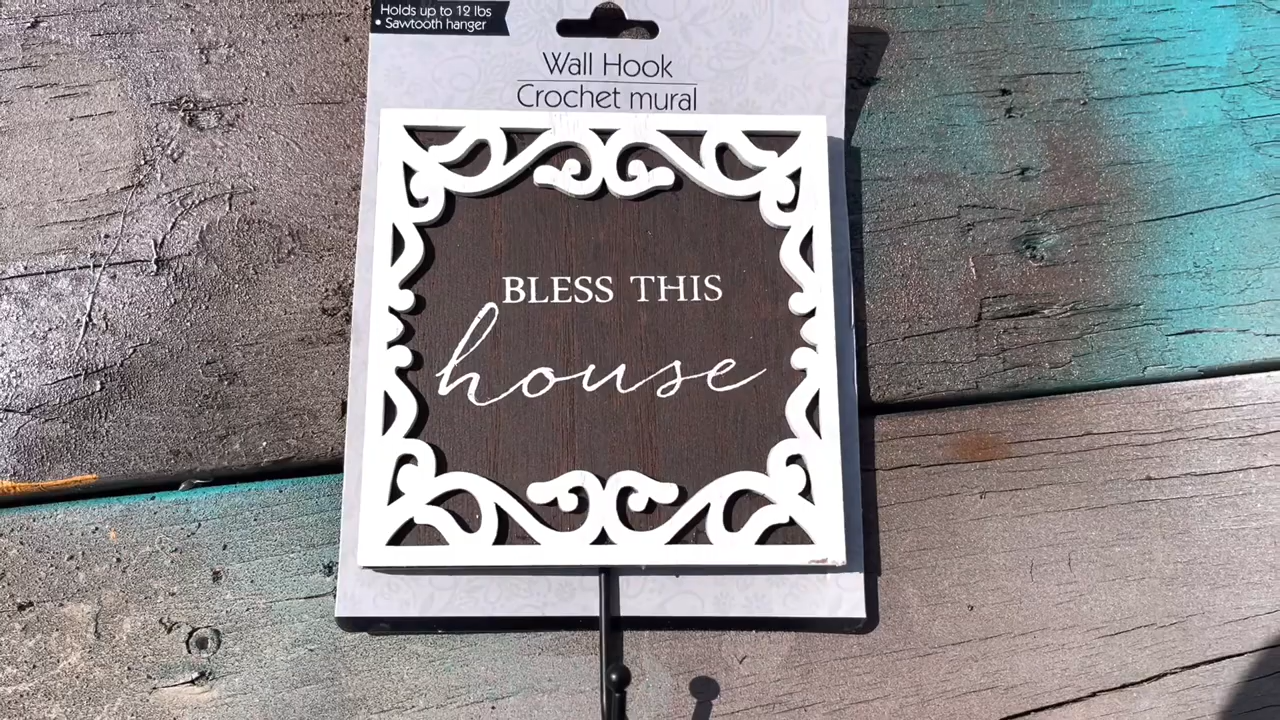 Holds up to 12 lbs
• Sawtooth hanger
Wall Hook
Crochet mural
BLESS THIS
house